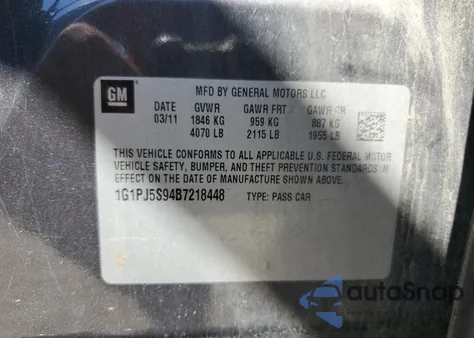 GM
MFD BY GENERAL MOTORS LLC
03/11 GVWR GAWR FRT GAWR RR
1846 KG 959 KG 887 KG
4070 LB 2115 LB 1955 LB
THIS VEHICLE CONFORMS TO ALL APPLICABLE U.S. FEDERAL MOTOR
VEHICLE SAFETY, BUMPER, AND THEFT PREVENTION STANDARDS IN
EFFECT ON THE DATE OF MANUFACTURE SHOWN ABOVE.
1G1PJ5S94B7218448 TYPE: PASS CAR
autoSnap